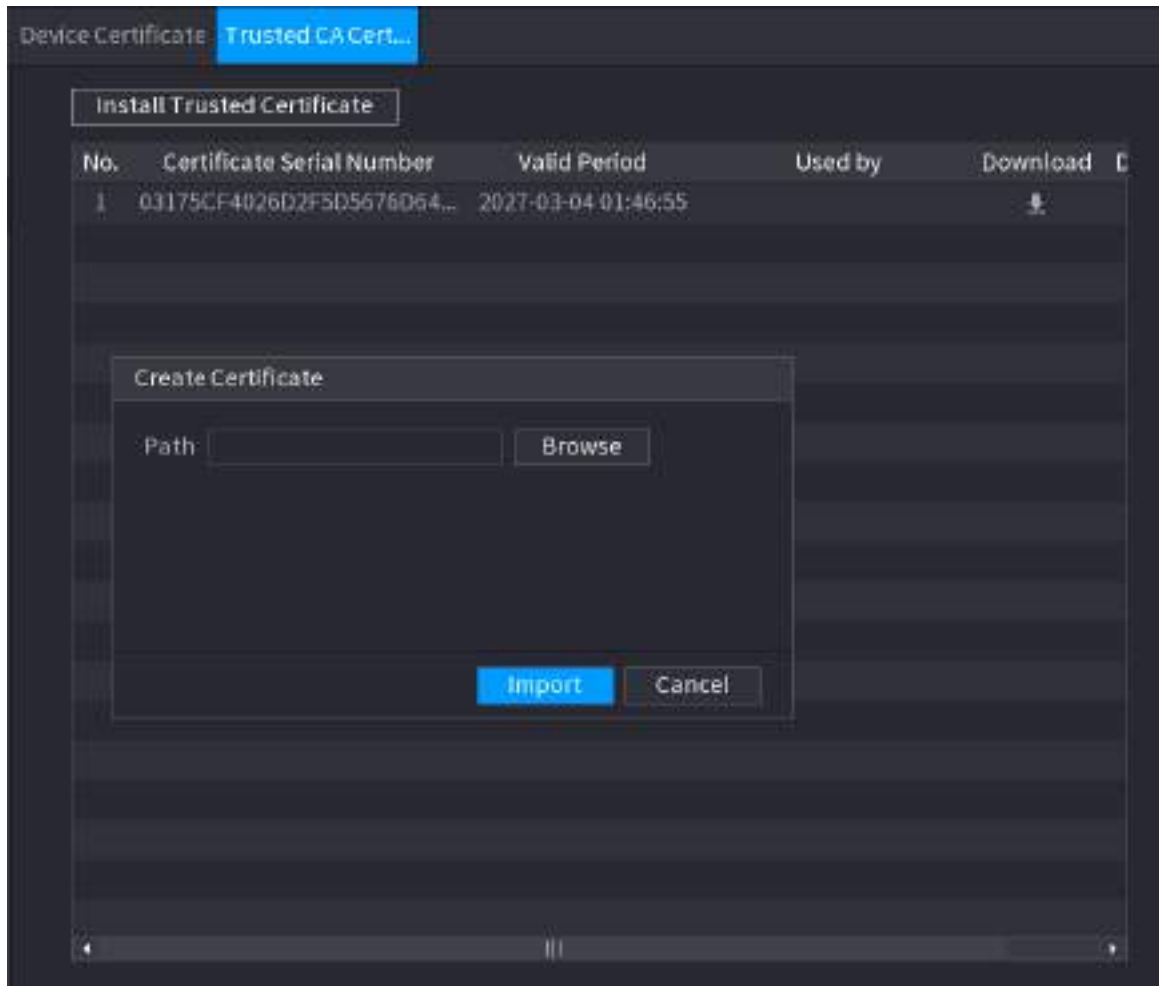 Device Certificate Trusted CA Cert...
Install Trusted Certificate
No. Certificate Serial Number Valid Period Used by Download D
1 03175CF4026D2F5D5676D64... 2027-03-04 01:46:55
Create Certificate
Path Browse
Import Cancel